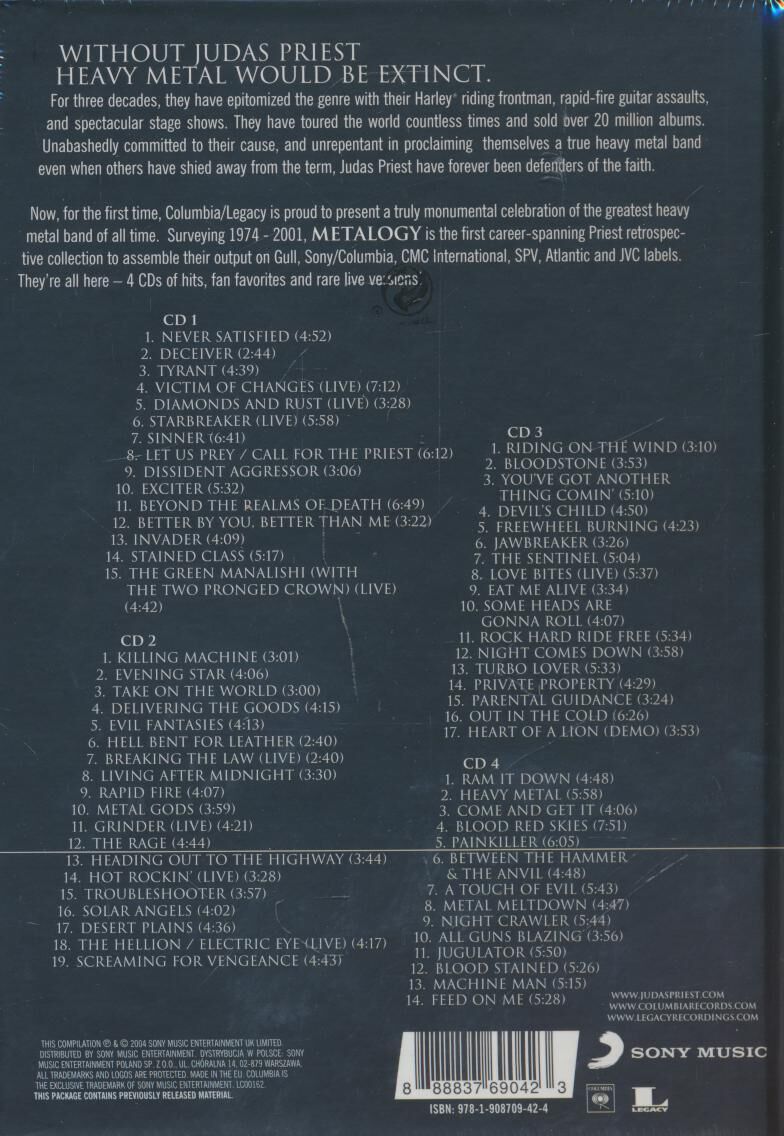 WITHOUT JUDAS PRIEST
HEAVY METAL WOULD BE EXTINCT.
For three decades, they have epitomized the genre with their Harley® riding frontman, rapid-fire guitar assaults,
and spectacular stage shows. They have toured the world countless times and sold over 20 million albums.
Unabashedly committed to their cause, and unrepentant in proclaiming themselves a true heavy metal band
even when others have shied away from the term, Judas Priest have forever been defenders of the faith.
Now, for the first time, Columbia/Legacy is proud to present a truly monumental celebration of the greatest heavy
metal band of all time. Surveying 1974 - 2001, METALOGY is the first career-spanning Priest retrospec-
tive collection to assemble their output on Gull, Sony/Columbia, CMC International, SPV, Atlantic and JVC labels.
They're all here – 4 CDs of hits, fan favorites and rare live versions.
CD 1
1. NEVER SATISFIED (4:52)
2. DECEIVER (2:44)
3. TYRANT (4:39)
4. VICTIM OF CHANGES (LIVE) (7:12)
5. DIAMONDS AND RUST (LIVE) (3:28)
6. STARBREAKER (LIVE) (5:58)
7. SINNER (6:41)
8. LET US PREY / CALL FOR THE PRIEST (6:12)
9. DISSIDENT AGGRESSOR (3:06)
10. EXCITER (5:32)
11. BEYOND THE REALMS OF DEATH (6:49)
12. BETTER BY YOU, BETTER THAN ME (3:22)
13. INVADER (4:09)
14. STAINED CLASS (5:17)
15. THE GREEN MANALISHI (WITH
THE TWO PRONGED CROWN) (LIVE)
(4:42)
CD 2
1. KILLING MACHINE (3:01)
2. EVENING STAR (4:06)
3. TAKE ON THE WORLD (3:00)
4. DELIVERING THE GOODS (4:15)
5. EVIL FANTASIES (4:13)
6. HELL BENT FOR LEATHER (2:40)
7. BREAKING THE LAW (LIVE) (2:40)
8. LIVING AFTER MIDNIGHT (3:30)
9. RAPID FIRE (4:07)
10. METAL GODS (3:59)
11. GRINDER (LIVE) (4:21)
12. THE RAGE (4:44)
13. HEADING OUT TO THE HIGHWAY (3:44)
14. HOT ROCKIN' (LIVE) (3:28)
15. TROUBLESHOOTER (3:57)
16. SOLAR ANGELS (4:02)
17. DESERT PLAINS (4:36)
18. THE HELLION / ELECTRIC EYE (LIVE) (4:17)
19. SCREAMING FOR VENGEANCE (4:43)
CD 3
1. RIDING ON THE WIND (3:10)
2. BLOODSTONE (3:53)
3. YOU'VE GOT ANOTHER
THING COMIN' (5:10)
4. DEVIL'S CHILD (4:50)
5. FREEWHEEL BURNING (4:23)
6. JAWBREAKER (3:26)
7. THE SENTINEL (5:04)
8. LOVE BITES (LIVE) (5:37)
9. EAT ME ALIVE (3:34)
10. SOME HEADS ARE
GONNA ROLL (4:07)
11. ROCK HARD RIDE FREE (5:34)
12. NIGHT COMES DOWN (3:58)
13. TURBO LOVER (5:33)
14. PRIVATE PROPERTY (4:29)
15. PARENTAL GUIDANCE (3:24)
16. OUT IN THE COLD (6:26)
17. HEART OF A LION (DEMO) (3:53)
CD 4
1. RAM IT DOWN (4:48)
2. HEAVY METAL (5:58)
3. COME AND GET IT (4:06)
4. BLOOD RED SKIES (7:51)
5. PAINKILLER (6:05)
6. BETWEEN THE HAMMER
& THE ANVIL (4:48)
7. A TOUCH OF EVIL (5:43)
8. METAL MELTDOWN (4:47)
9. NIGHT CRAWLER (5:44)
10. ALL GUNS BLAZING (3:56)
11. JUGULATOR (5:50)
12. BLOOD STAINED (5:26)
13. MACHINE MAN (5:15)
14. FEED ON ME (5:28)
WWW.JUDASPRIEST.COM
WWW.COLUMBIARECORDS.COM
WWW.LEGACYRECORDINGS.COM
THIS COMPILATION ℗ & © 2004 SONY MUSIC ENTERTAINMENT UK LIMITED.
DISTRIBUTED BY SONY MUSIC ENTERTAINMENT. DYSTRYBUCJA W POLSCE: SONY
MUSIC ENTERTAINMENT POLAND SP. Z O.O., UL. CHÓRALNA 14, 02-879 WARSZAWA.
ALL TRADEMARKS AND LOGOS ARE PROTECTED. MADE IN THE EU. COLUMBIA IS
THE EXCLUSIVE TRADEMARK OF SONY MUSIC ENTERTAINMENT. LC00162.
THIS PACKAGE CONTAINS PREVIOUSLY RELEASED MATERIAL.
8 88837 69042 3
ISBN: 978-1-908709-42-4
SONY MUSIC
COLUMBIA
LEGACY